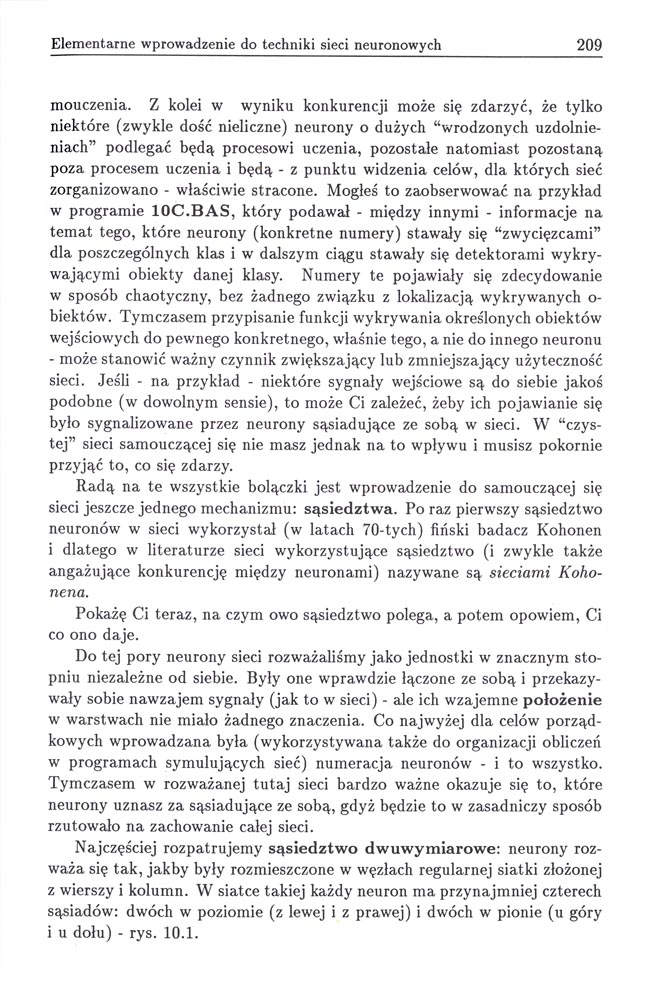 Elementarne wprowadzenie do techniki sieci neuronowych 209
mouczenia. Z kolei w wyniku konkurencji może się zdarzyć, że tylko
niektóre (zwykle dość nieliczne) neurony o dużych “wrodzonych uzdolnie-
niach” podlegać będą procesowi uczenia, pozostałe natomiast pozostaną
poza procesem uczenia i będą - z punktu widzenia celów, dla których sieć
zorganizowano - właściwie stracone. Mogłeś to zaobserwować na przykład
w programie 10C.BAS, który podawał - między innymi - informacje na
temat tego, które neurony (konkretne numery) stawały się “zwycięzcami”
dla poszczególnych klas i w dalszym ciągu stawały się detektorami wykry-
wającymi obiekty danej klasy. Numery te pojawiały się zdecydowanie
w sposób chaotyczny, bez żadnego związku z lokalizacją wykrywanych o-
biektów. Tymczasem przypisanie funkcji wykrywania określonych obiektów
wejściowych do pewnego konkretnego, właśnie tego, a nie do innego neuronu
- może stanowić ważny czynnik zwiększający lub zmniejszający użyteczność
sieci. Jeśli - na przykład - niektóre sygnały wejściowe są do siebie jakoś
podobne (w dowolnym sensie), to może Ci zależeć, żeby ich pojawianie się
było sygnalizowane przez neurony sąsiadujące ze sobą w sieci. W “czys-
tej” sieci samouczącej się nie masz jednak na to wpływu i musisz pokornie
przyjąć to, co się zdarzy.
Radą na te wszystkie bolączki jest wprowadzenie do samouczącej się
sieci jeszcze jednego mechanizmu: sąsiedztwa. Po raz pierwszy sąsiedztwo
neuronów w sieci wykorzystał (w latach 70-tych) fiński badacz Kohonen
i dlatego w literaturze sieci wykorzystujące sąsiedztwo (i zwykle także
angażujące konkurencję między neuronami) nazywane są sieciami Koho-
nena.
Pokażę Ci teraz, na czym owo sąsiedztwo polega, a potem opowiem, Ci
co ono daje.
Do tej pory neurony sieci rozważaliśmy jako jednostki w znacznym sto-
pniu niezależne od siebie. Były one wprawdzie łączone ze sobą i przekazy-
wały sobie nawzajem sygnały (jak to w sieci) - ale ich wzajemne położenie
w warstwach nie miało żadnego znaczenia. Co najwyżej dla celów porząd-
kowych wprowadzana była (wykorzystywana także do organizacji obliczeń
w programach symulujących sieć) numeracja neuronów - i to wszystko.
Tymczasem w rozważanej tutaj sieci bardzo ważne okazuje się to, które
neurony uznasz za sąsiadujące ze sobą, gdyż będzie to w zasadniczy sposób
rzutowało na zachowanie całej sieci.
Najczęściej rozpatrujemy sąsiedztwo dwuwymiarowe: neurony roz-
waża się tak, jakby były rozmieszczone w węzłach regularnej siatki złożonej
z wierszy i kolumn. W siatce takiej każdy neuron ma przynajmniej czterech
sąsiadów: dwóch w poziomie (z lewej i z prawej) i dwóch w pionie (u góry
i u dołu) - rys. 10.1.